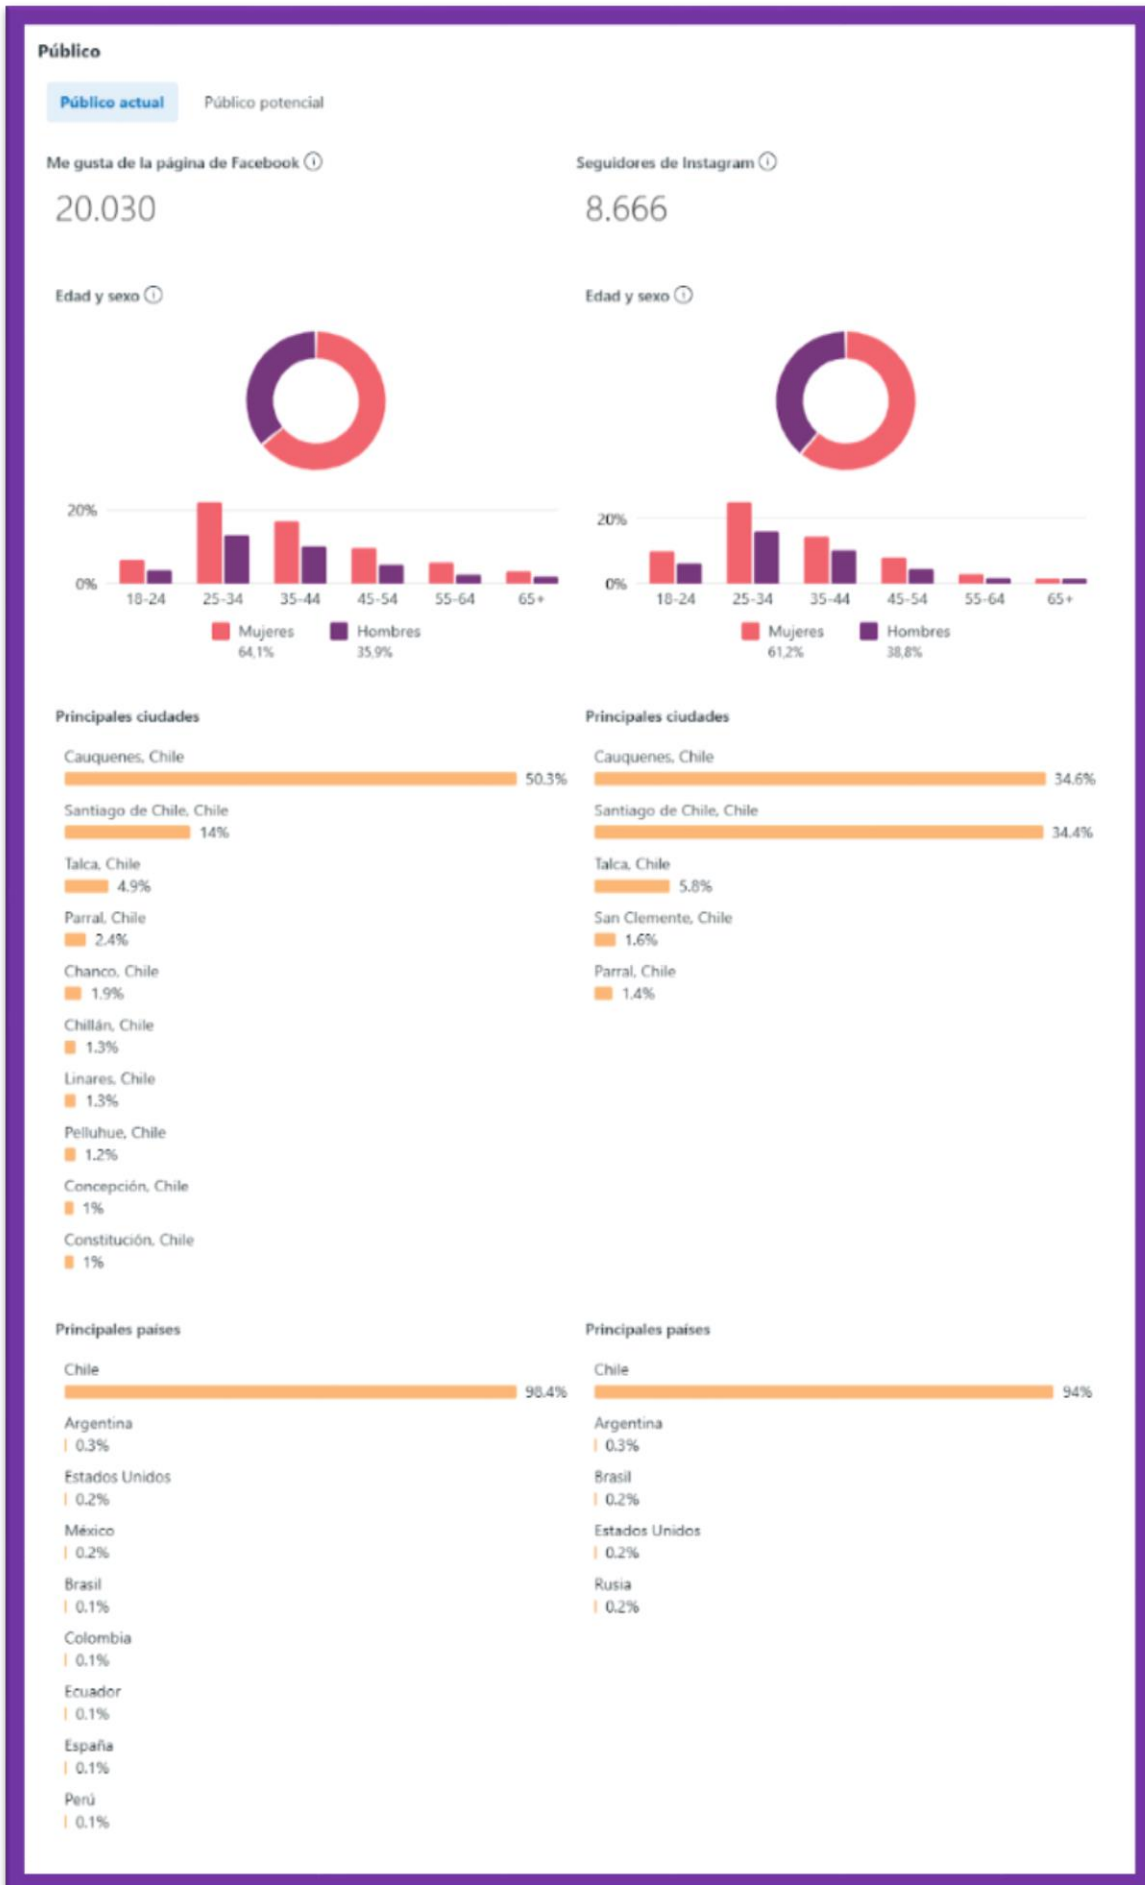 Público
Público actual
Público potencial
Me gusta de la página de Facebook
20.030
Edad y sexo
20%
0%
18-24 25-34 35-44 45-54 55-64 65+
Mujeres Hombres
64,1% 35,9%
Principales ciudades
Cauquenes, Chile
50.3%
Santiago de Chile, Chile
14%
Talca, Chile
4.9%
Parral, Chile
2.4%
Chanco, Chile
1.9%
Chillán, Chile
1.3%
Linares, Chile
1.3%
Pelluhue, Chile
1.2%
Concepción, Chile
1%
Constitución, Chile
1%
Principales países
Chile
98.4%
Argentina
0.3%
Estados Unidos
0.2%
México
0.2%
Brasil
0.1%
Colombia
0.1%
Ecuador
0.1%
España
0.1%
Perú
0.1%
Seguidores de Instagram
8.666
Edad y sexo
20%
0%
18-24 25-34 35-44 45-54 55-64 65+
Mujeres Hombres
61,2% 38,8%
Principales ciudades
Cauquenes, Chile
34.6%
Santiago de Chile, Chile
34.4%
Talca, Chile
5.8%
San Clemente, Chile
1.6%
Parral, Chile
1.4%
Principales países
Chile
94%
Argentina
0.3%
Brasil
0.2%
Estados Unidos
0.2%
Rusia
0.2%